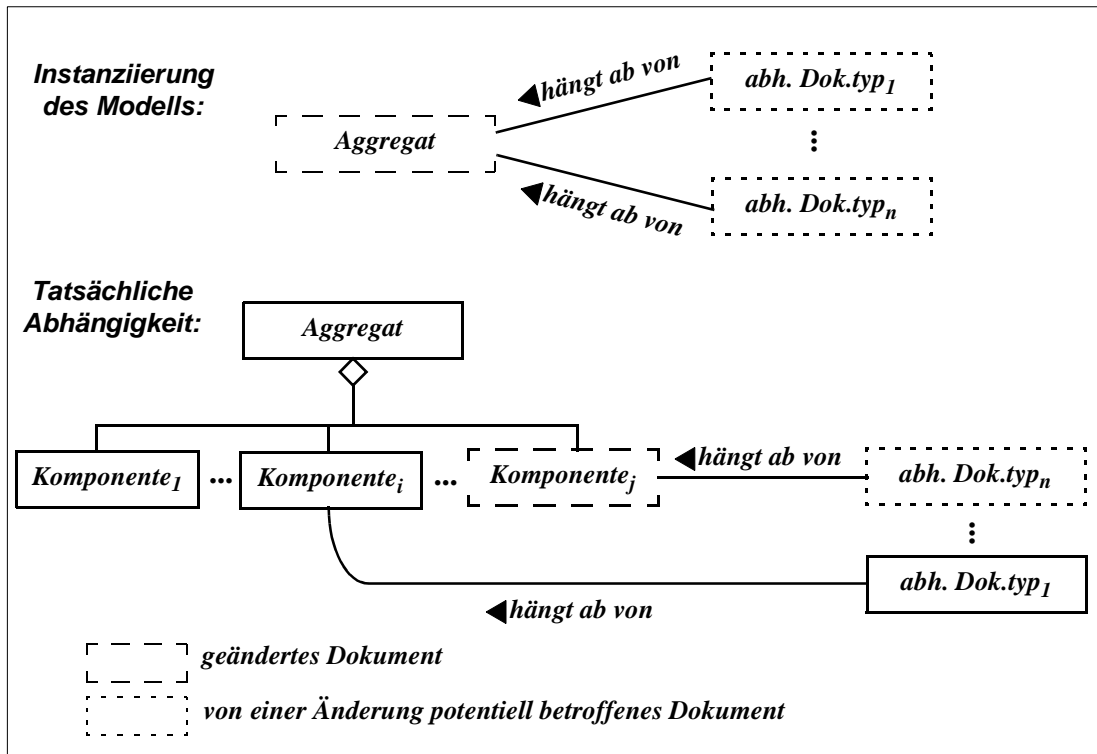 Instanziierung
des Modells:
hängt ab von
abh. Dok.typ1
Aggregat
hängt ab von
abh. Dok.typn
Tatsächliche
Abhängigkeit:
Aggregat
Komponente1 ... Komponentei ... Komponentej
hängt ab von
abh. Dok.typn
abh. Dok.typ1
hängt ab von
geändertes Dokument
von einer Änderung potentiell betroffenes Dokument